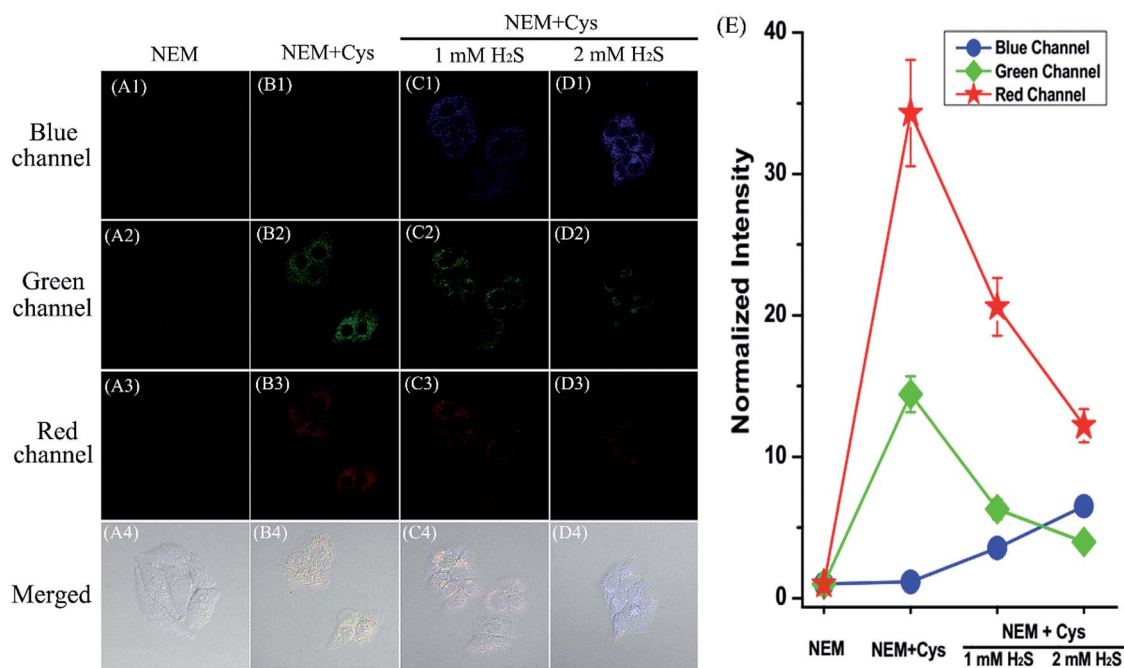 NEM+Cys
NEM NEM+Cys 1 mM H2S 2 mM H2S
Blue channel
(A1) (B1) (C1) (D1)
Green channel
(A2) (B2) (C2) (D2)
Red channel
(A3) (B3) (C3) (D3)
Merged
(A4) (B4) (C4) (D4)
(E)
Blue Channel
Green Channel
Red Channel
Normalized Intensity
40
30
20
10
0
NEM NEM+Cys NEM + Cys
1 mM H2S 2 mM H2S